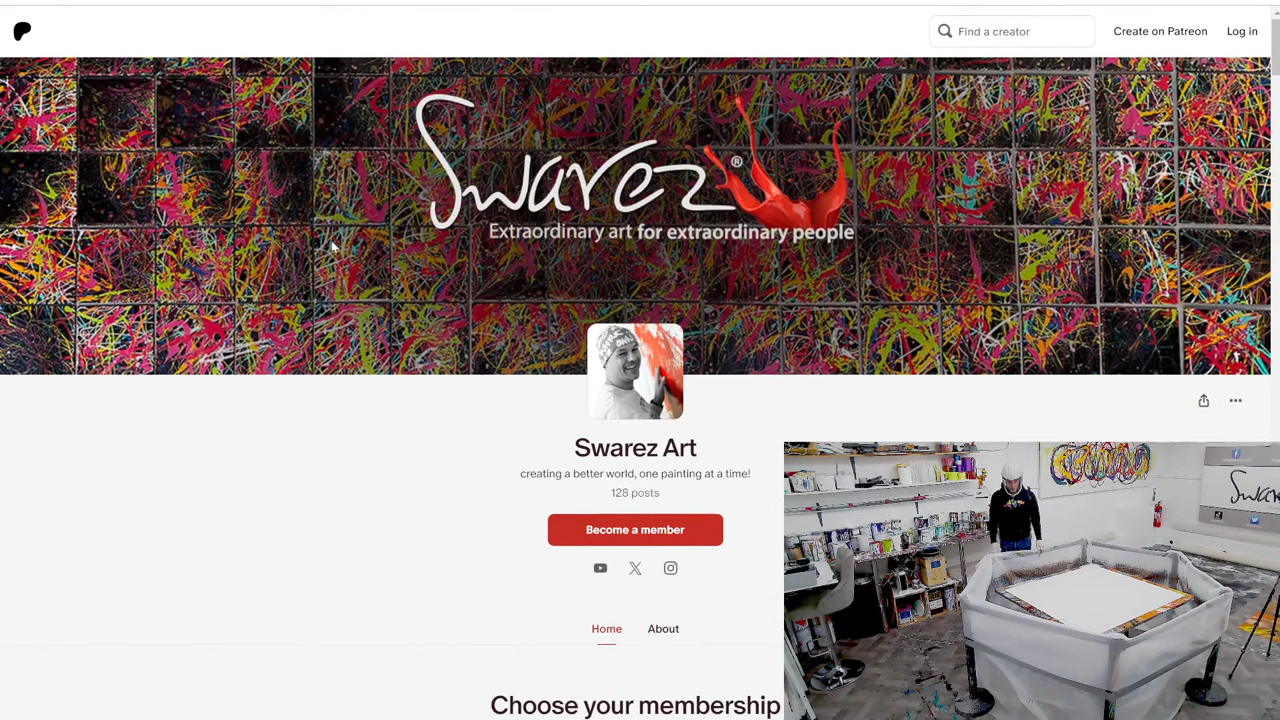 Find a creator
Create on Patreon
Log in
Swarez®
Extraordinary art for extraordinary people
Swarez Art
creating a better world, one painting at a time!
128 posts
Become a member
Home
About
Choose your membership